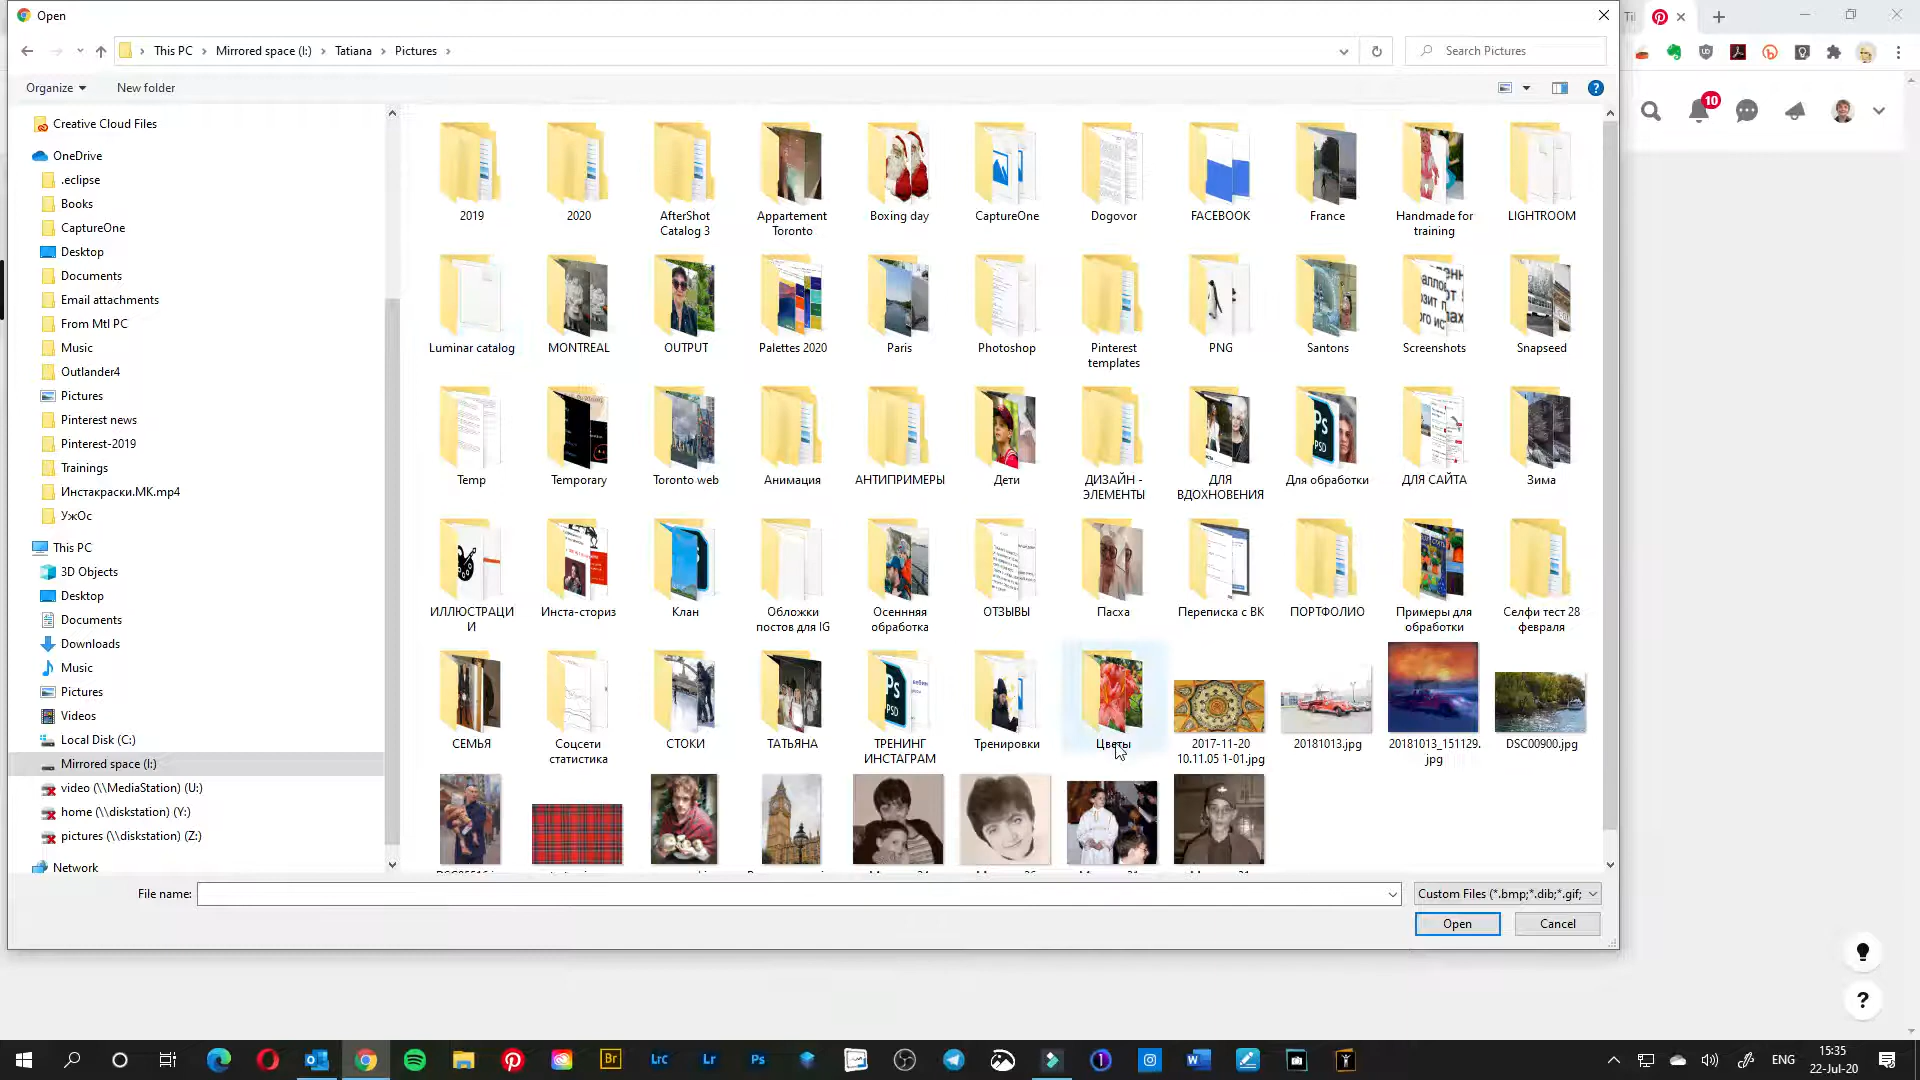 Open
This PC
Mirrored space (I:)
Tatiana
Pictures
Search Pictures
Organize
New folder
10
Creative Cloud Files
OneDrive
.eclipse
Books
CaptureOne
Desktop
Documents
Email attachments
From Mtl PC
Music
Outlander4
Pictures
Pinterest news
Pinterest-2019
Trainings
Инстакраски.МК.mp4
УжОс
This PC
3D Objects
Desktop
Documents
Downloads
Music
Pictures
Videos
Local Disk (C:)
Mirrored space (I:)
video (\\MediaStation) (U:)
home (\\diskstation) (Y:)
pictures (\\diskstation) (Z:)
Network
2019
2020
AfterShot
Catalog 3
Appartement
Toronto
Boxing day
CaptureOne
Dogovor
FACEBOOK
France
Handmade for
training
LIGHTROOM
Luminar catalog
MONTREAL
OUTPUT
Palettes 2020
Paris
Photoshop
Pinterest
templates
PNG
Santons
Screenshots
Snapseed
Temp
Temporary
Toronto web
Анимация
АНТИПРИМЕРЫ
Дети
ДИЗАЙН -
ЭЛЕМЕНТЫ
ДЛЯ
ВДОХНОВЕНИЯ
Для обработки
ДЛЯ САЙТА
Зима
ИЛЛЮСТРАЦИ
И
Инста-сториз
Клан
Обложки
постов для IG
Осеннняя
обработка
ОТЗЫВЫ
Пасха
Переписка с ВК
ПОРТФОЛИО
Примеры для
обработки
Селфи тест 28
февраля
СЕМЬЯ
Соцсети
статистика
СТОКИ
ТАТЬЯНА
ТРЕНИНГ
ИНСТАГРАМ
Тренировки
Цветы
2017-11-20
10.11.05 1-01.jpg
20181013.jpg
20181013_151129.
jpg
DSC00900.jpg
File name:
Custom Files (*.bmp;*.dib;*.gif;
Open
Cancel
?
Br
LrC
Lr
Ps
ENG
15:35
22-Jul-20